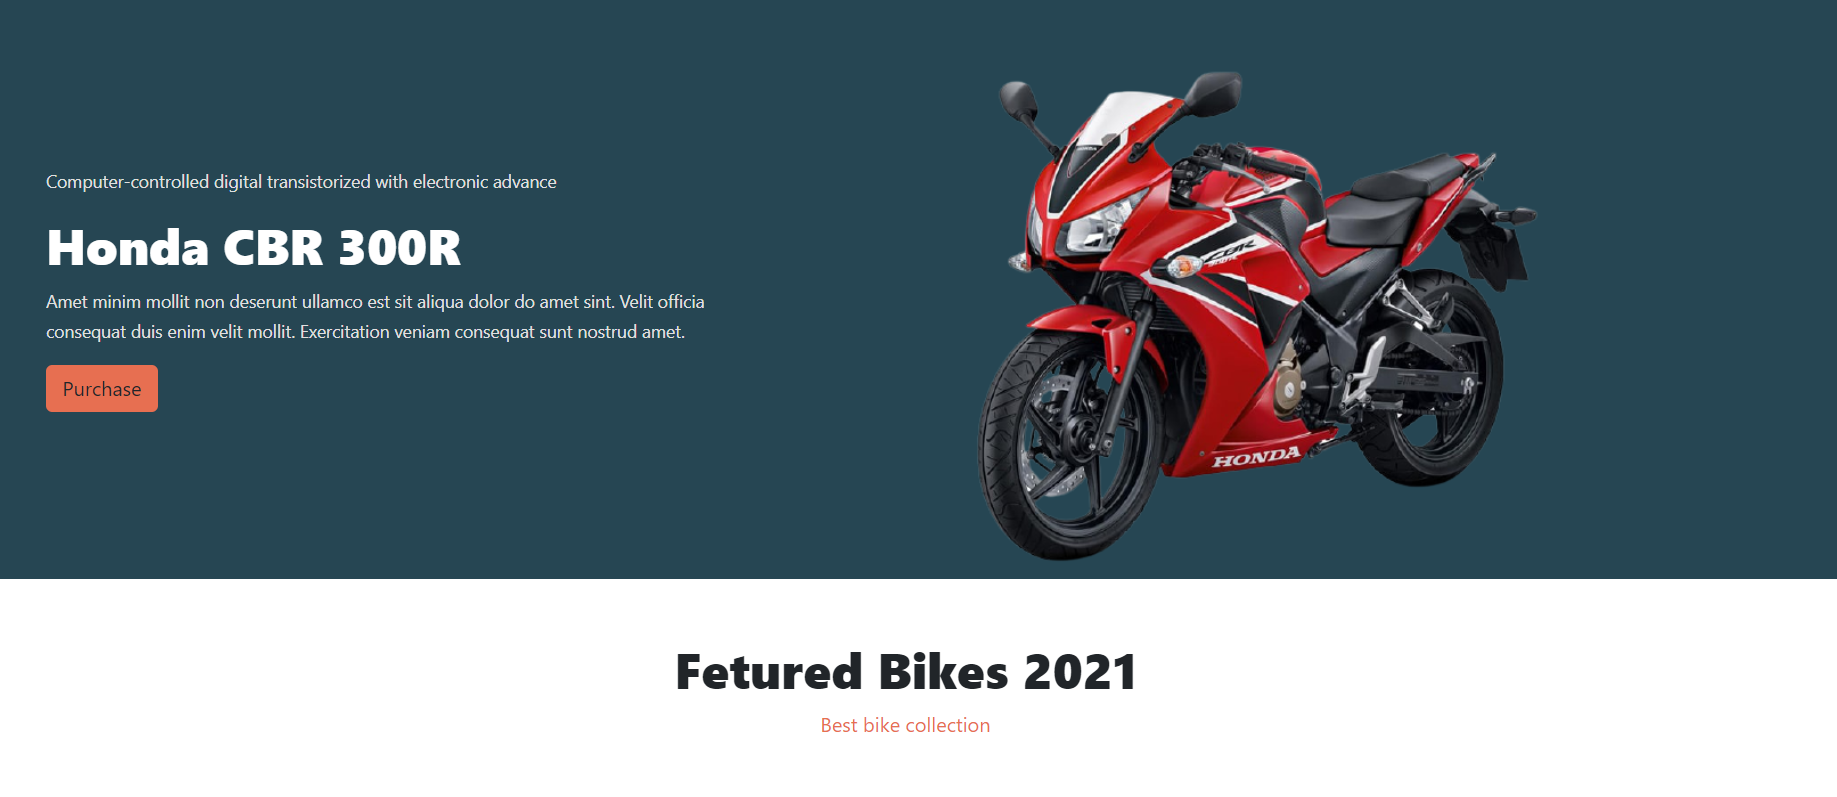 Computer-controlled digital transistorized with electronic advance
Honda CBR 300R
Amet minim mollit non deserunt ullamco est sit aliqua dolor do amet sint. Velit officia
consequat duis enim velit mollit. Exercitation veniam consequat sunt nostrud amet.
Purchase
HONDA
CBR
HONDA
Fetured Bikes 2021
Best bike collection